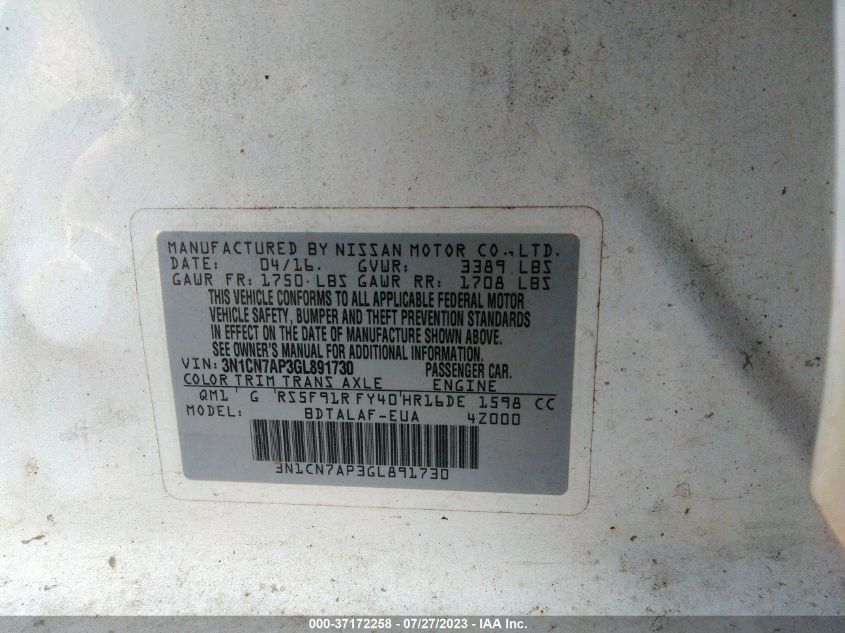 MANUFACTURED BY NISSAN MOTOR CO., LTD.
DATE: 04/16. GVWR: 3389 LBS
GAWR FR: 1750 LBS GAWR RR: 1708 LBS
THIS VEHICLE CONFORMS TO ALL APPLICABLE FEDERAL MOTOR
VEHICLE SAFETY, BUMPER AND THEFT PREVENTION STANDARDS
IN EFFECT ON THE DATE OF MANUFACTURE SHOWN ABOVE.
SEE OWNER'S MANUAL FOR ADDITIONAL INFORMATION.
VIN: 3N1CN7AP3GL891730 PASSENGER CAR.
COLOR TRIM TRANS AXLE ENGINE
QM1 G RS5F91R FY40 HR16DE 1598 CC
MODEL: BDTALAF-EUA 4Z000
3N1CN7AP3GL891730
000-37172258 - 07/27/2023 - IAA Inc.